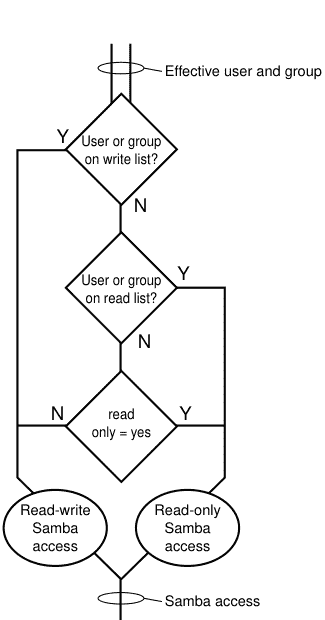 Effective user and group
Y
User or group
on write list?
N
User or group
on read list?
Y
N
N
read
only = yes
Y
Read-write
Samba
access
Read-only
Samba
access
Samba access